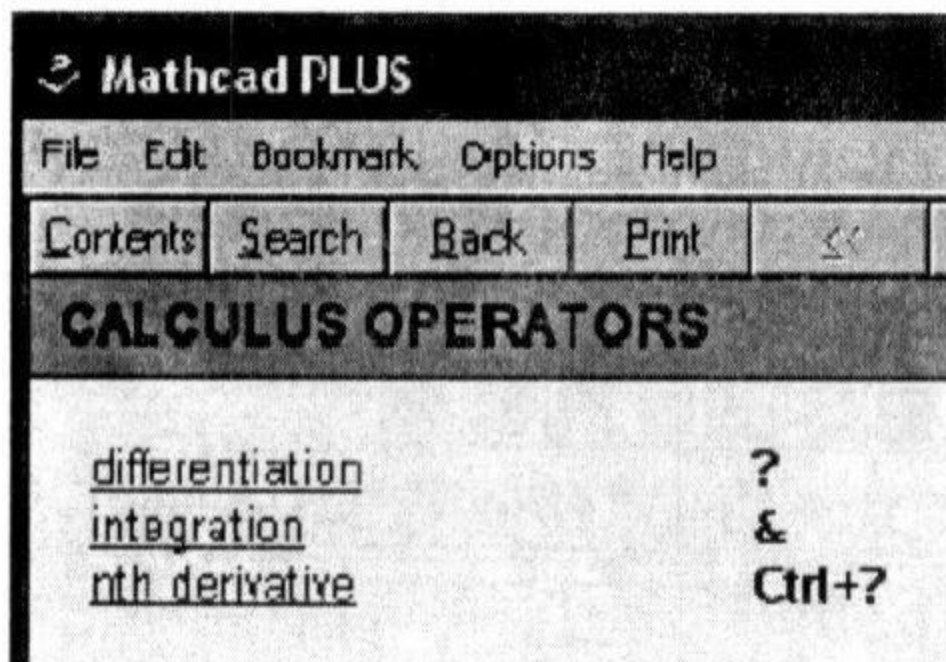 Mathcad PLUS
File Edit Bookmark Options Help
Contents Search Back Print <<
CALCULUS OPERATORS
differentiation ?
integration &
nth derivative Ctrl+?